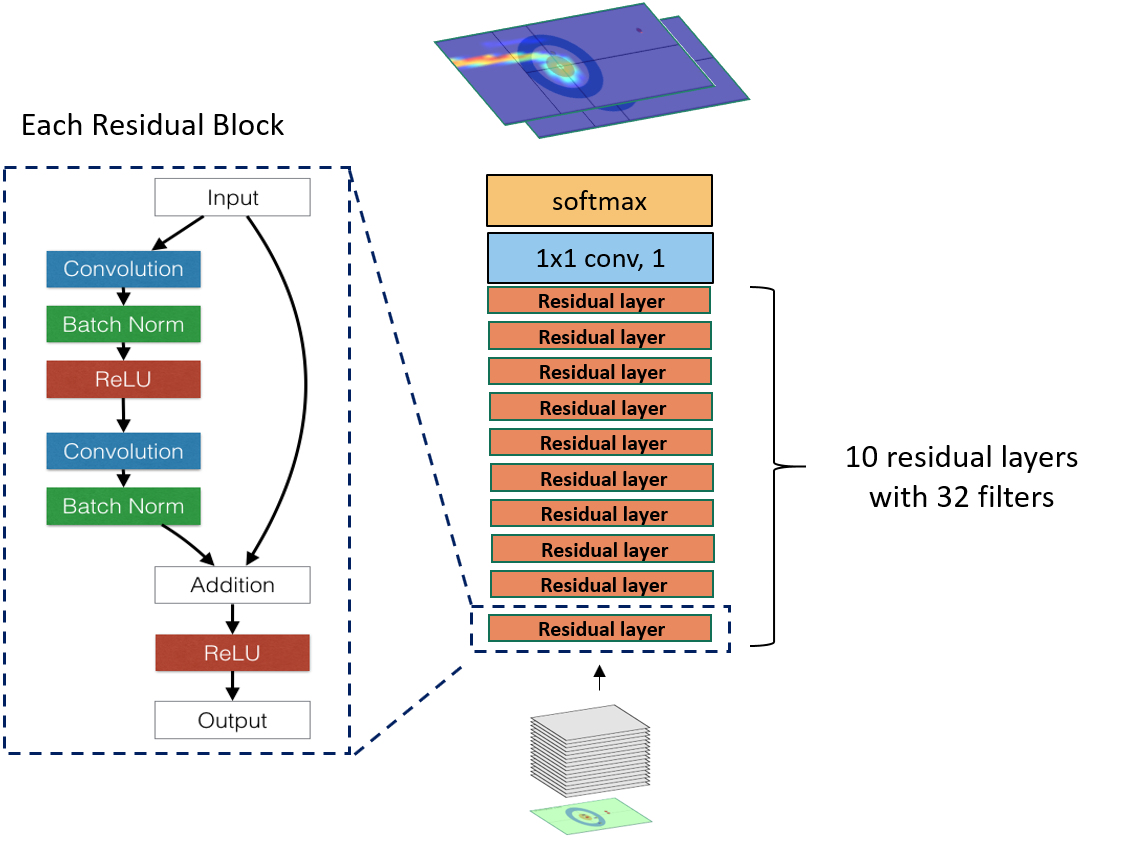 Each Residual Block
Input
Convolution
Batch Norm
ReLU
Convolution
Batch Norm
Addition
ReLU
Output
softmax
1x1 conv, 1
Residual layer
Residual layer
Residual layer
Residual layer
Residual layer
Residual layer
Residual layer
Residual layer
Residual layer
Residual layer
10 residual layers
with 32 filters